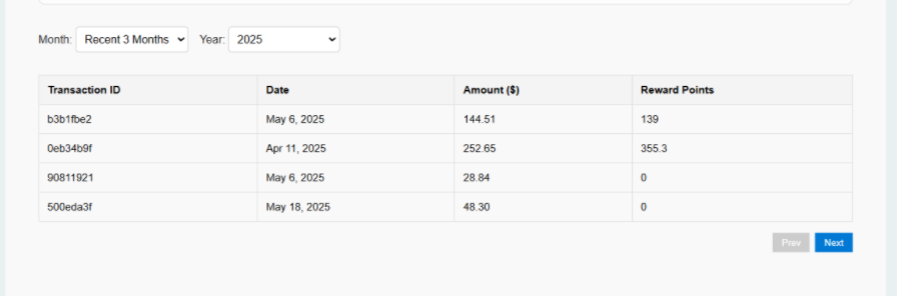 Month: Recent 3 Months Year: 2025
Transaction ID Date Amount ($) Reward Points
b3b1fbe2 May 6, 2025 144.51 139
0eb34b9f Apr 11, 2025 252.65 355.3
90811921 May 6, 2025 28.84 0
500eda3f May 18, 2025 48.30 0
Prev Next